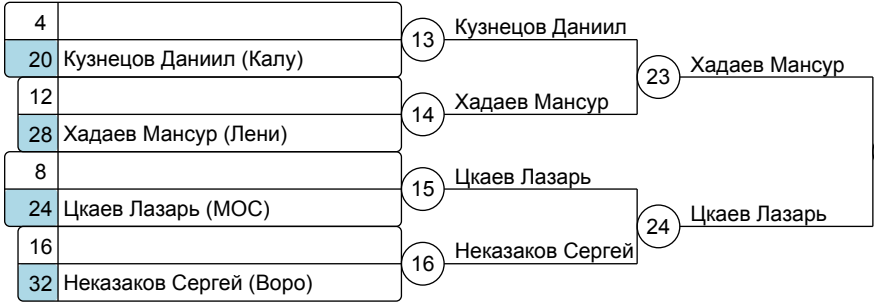 4
20 Кузнецов Даниил (Калу)
12
28 Хадаев Мансур (Лени)
8
24 Цкаев Лазарь (МОС)
16
32 Неказаков Сергей (Воро)
13
Кузнецов Даниил
14
Хадаев Мансур
15
Цкаев Лазарь
16
Неказаков Сергей
23
Хадаев Мансур
24
Цкаев Лазарь